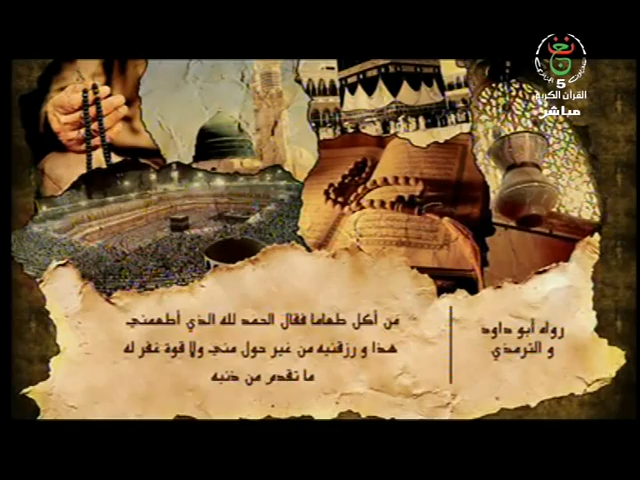 5
القرآن الكريم
مباشر
من أكل طعاما فقال الحمد لله الذي أطعمني
هذا و رزقنيه من غير حول مني ولا قوة غفر له
ما تقدم من ذنبه
رواه أبو داود
و الترمذي